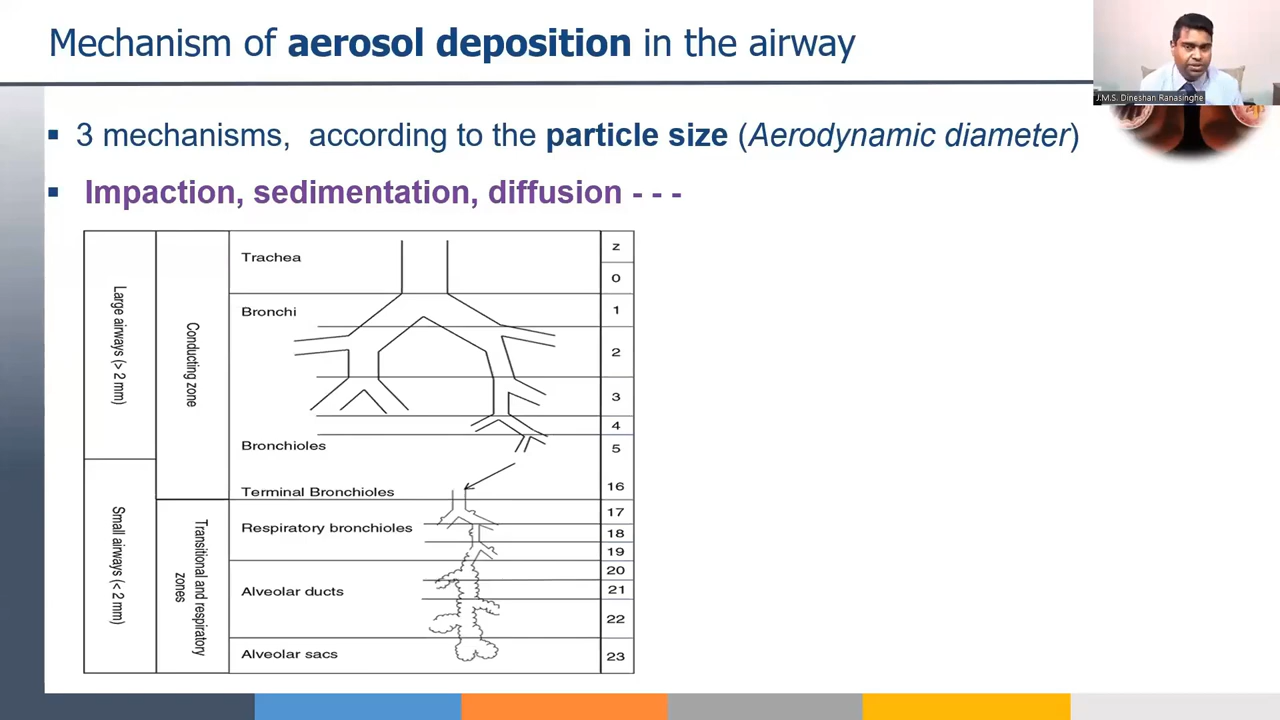 Mechanism of aerosol deposition in the airway
J.M.S. Dineshan Ranasinghe
▪ 3 mechanisms, according to the particle size (Aerodynamic diameter)
▪ Impaction, sedimentation, diffusion - - -
Large airways (> 2 mm)
Small airways (< 2 mm)
Conducting zone
Transitional and respiratory
zones
Trachea
Bronchi
Bronchioles
Terminal Bronchioles
Respiratory bronchioles
Alveolar ducts
Alveolar sacs
z
0
1
2
3
4
5
16
17
18
19
20
21
22
23